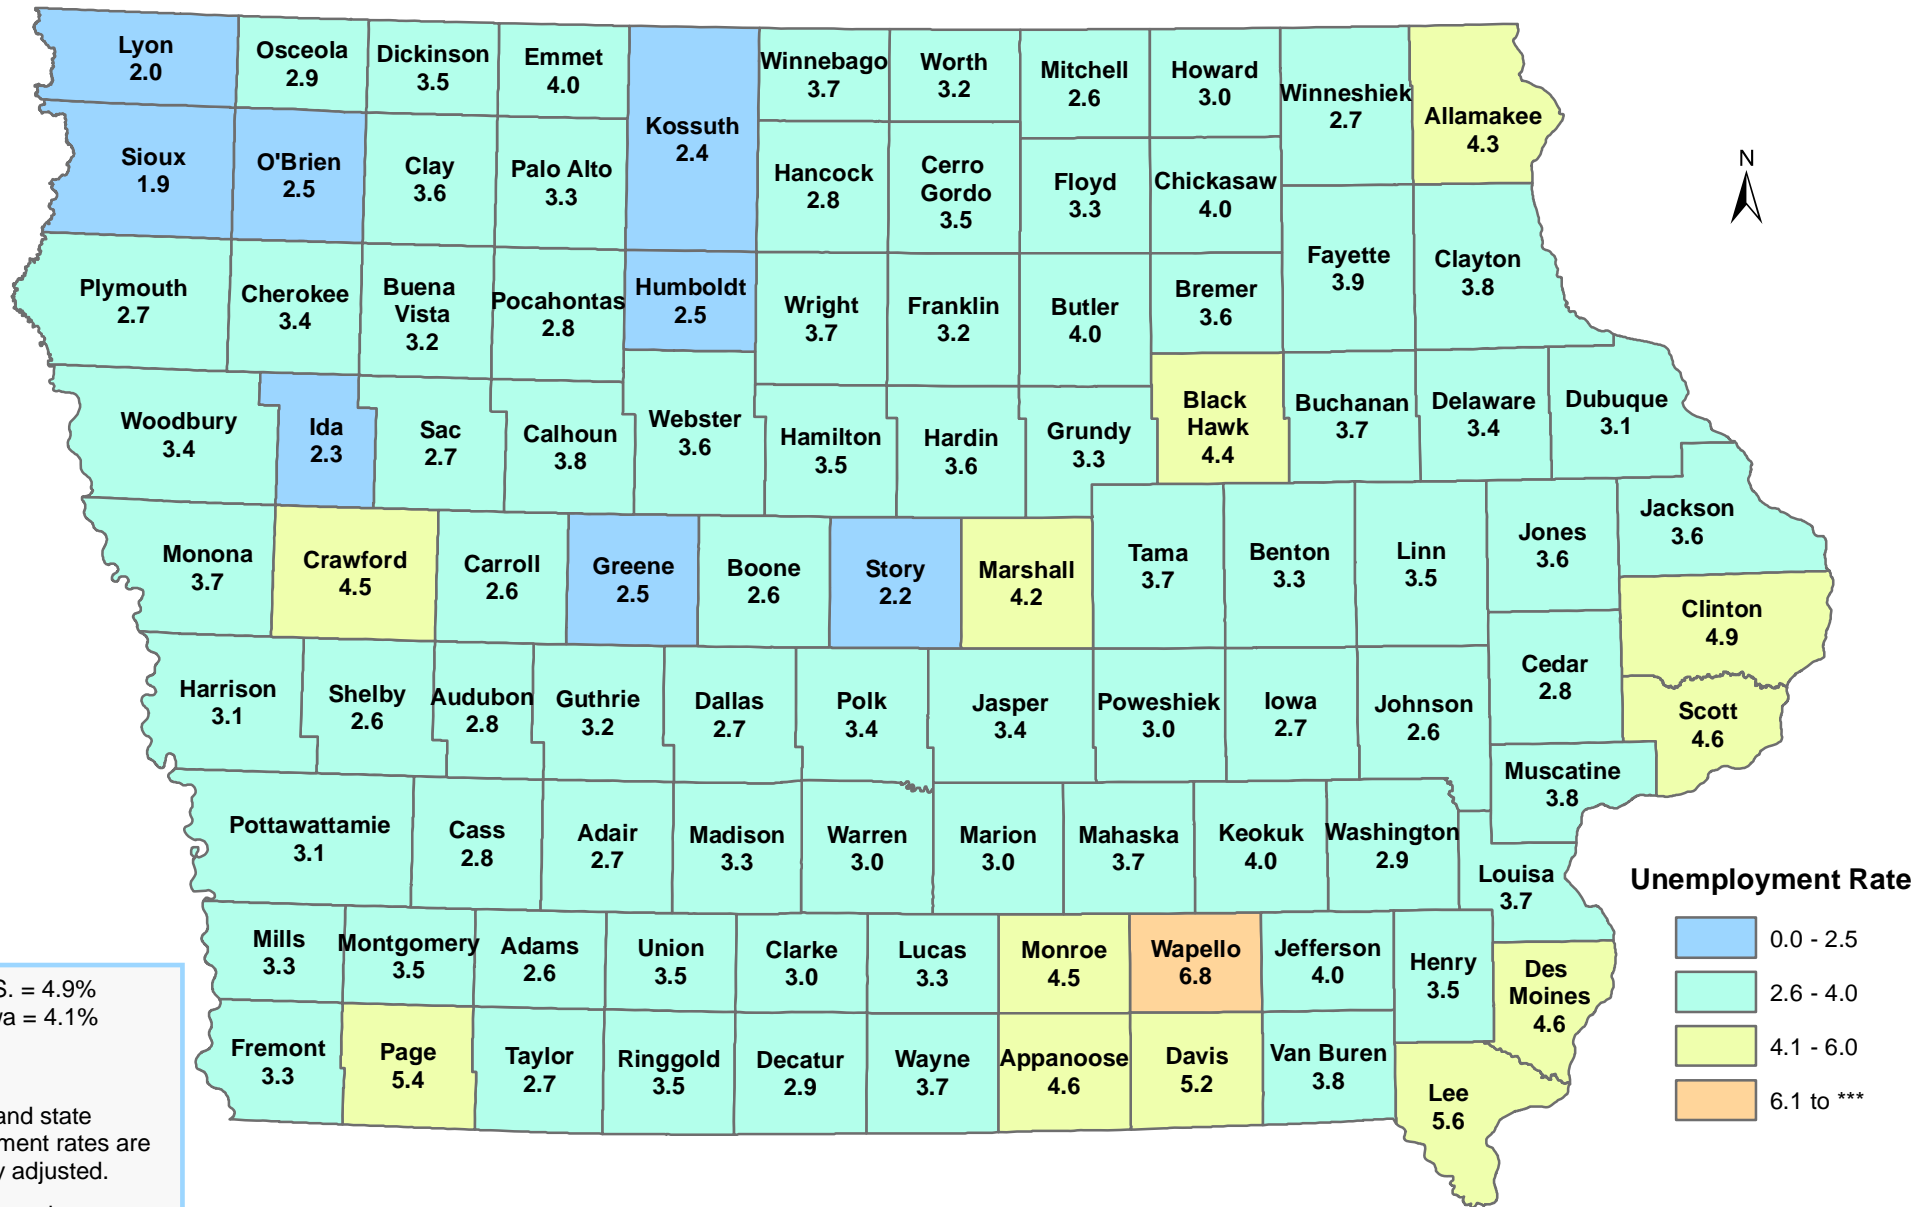 Lyon
2.0
Osceola
2.9
Dickinson
3.5
Emmet
4.0
Kossuth
2.4
Winnebago
3.7
Worth
3.2
Mitchell
2.6
Howard
3.0
Winneshiek
2.7
Allamakee
4.3
N
Sioux
1.9
O'Brien
2.5
Clay
3.6
Palo Alto
3.3
Hancock
2.8
Cerro
Gordo
3.5
Floyd
3.3
Chickasaw
4.0
Fayette
3.9
Clayton
3.8
Plymouth
2.7
Cherokee
3.4
Buena
Vista
3.2
Pocahontas
2.8
Humboldt
2.5
Wright
3.7
Franklin
3.2
Butler
4.0
Bremer
3.6
Woodbury
3.4
Ida
2.3
Sac
2.7
Calhoun
3.8
Webster
3.6
Hamilton
3.5
Hardin
3.6
Grundy
3.3
Black
Hawk
4.4
Buchanan
3.7
Delaware
3.4
Dubuque
3.1
Monona
3.7
Crawford
4.5
Carroll
2.6
Greene
2.5
Boone
2.6
Story
2.2
Marshall
4.2
Tama
3.7
Benton
3.3
Linn
3.5
Jones
3.6
Jackson
3.6
Clinton
4.9
Harrison
3.1
Shelby
2.6
Audubon
2.8
Guthrie
3.2
Dallas
2.7
Polk
3.4
Jasper
3.4
Poweshiek
3.0
Iowa
2.7
Johnson
2.6
Cedar
2.8
Scott
4.6
Muscatine
3.8
Pottawattamie
3.1
Cass
2.8
Adair
2.7
Madison
3.3
Warren
3.0
Marion
3.0
Mahaska
3.7
Keokuk
4.0
Washington
2.9
Louisa
3.7
Mills
3.3
Montgomery
3.5
Adams
2.6
Union
3.5
Clarke
3.0
Lucas
3.3
Monroe
4.5
Wapello
6.8
Jefferson
4.0
Henry
3.5
Des
Moines
4.6
Fremont
3.3
Page
5.4
Taylor
2.7
Ringgold
3.5
Decatur
2.9
Wayne
3.7
Appanoose
4.6
Davis
5.2
Van Buren
3.8
Lee
5.6
Unemployment Rate
0.0 - 2.5
2.6 - 4.0
4.1 - 6.0
6.1 to ***
S. = 4.9%
wa = 4.1%
and state
ment rates are
y adjusted.